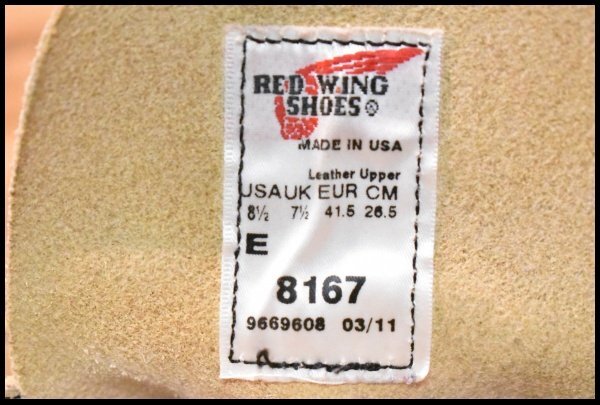 RED WING
SHOES®
MADE IN USA
Leather Upper
USA UK EUR CM
8½ 7½ 41.5 26.5
E
8167
9669608 03/11